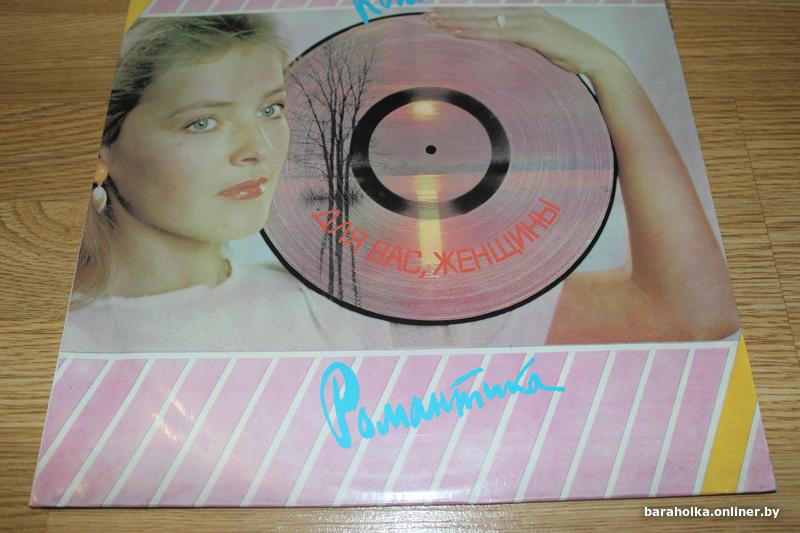 ДЛЯ ВАС, ЖЕНЩИНЫ
Романтика
baraholka.onliner.by